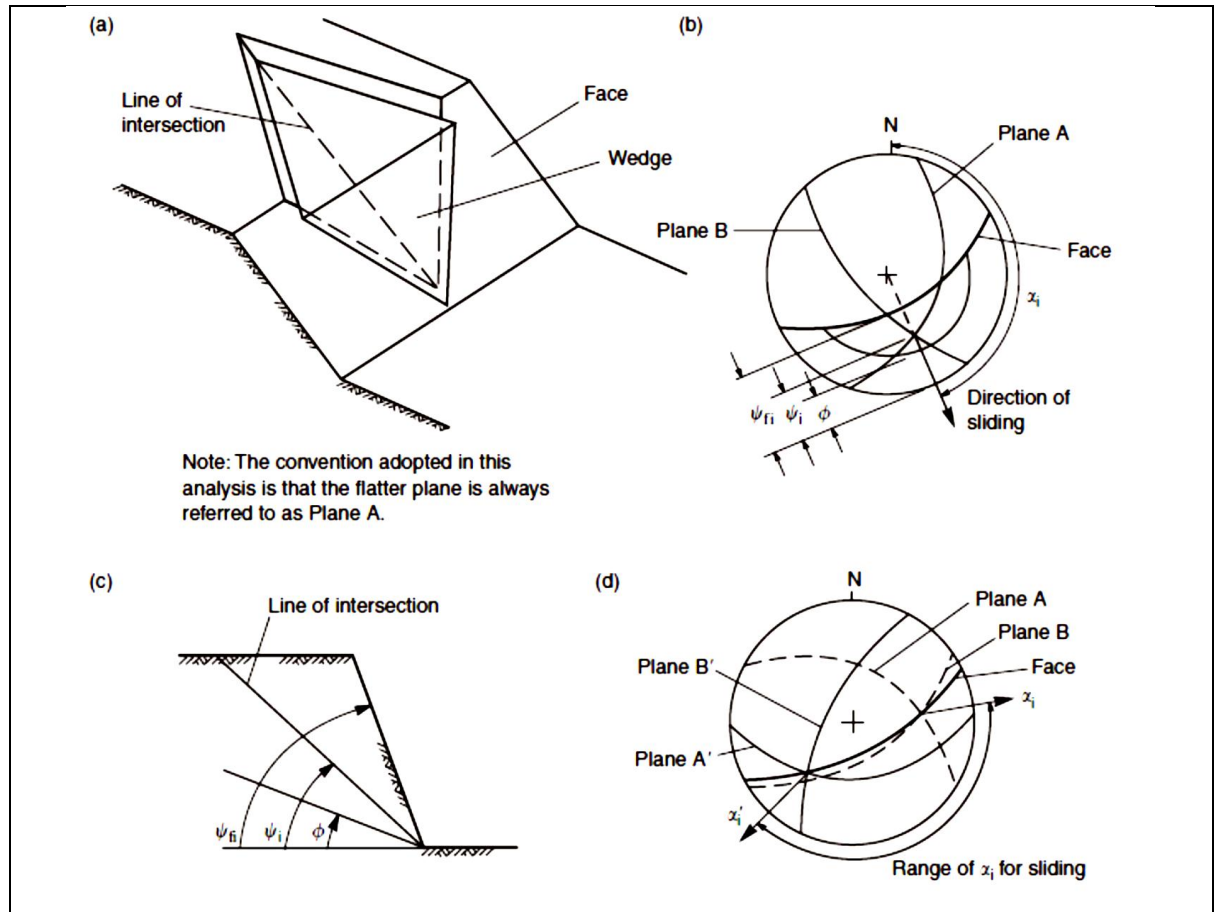 (a)
Line of
intersection
Face
Wedge
Note: The convention adopted in this
analysis is that the flatter plane is always
referred to as Plane A.
(b)
N
Plane A
Plane B
Face
αi
ψfi ψi ϕ
Direction of
sliding
(c)
Line of intersection
ψfi ψi ϕ
(d)
N
Plane A
Plane B
Plane B′
Face
αi
Plane A′
αi′
Range of αi for sliding